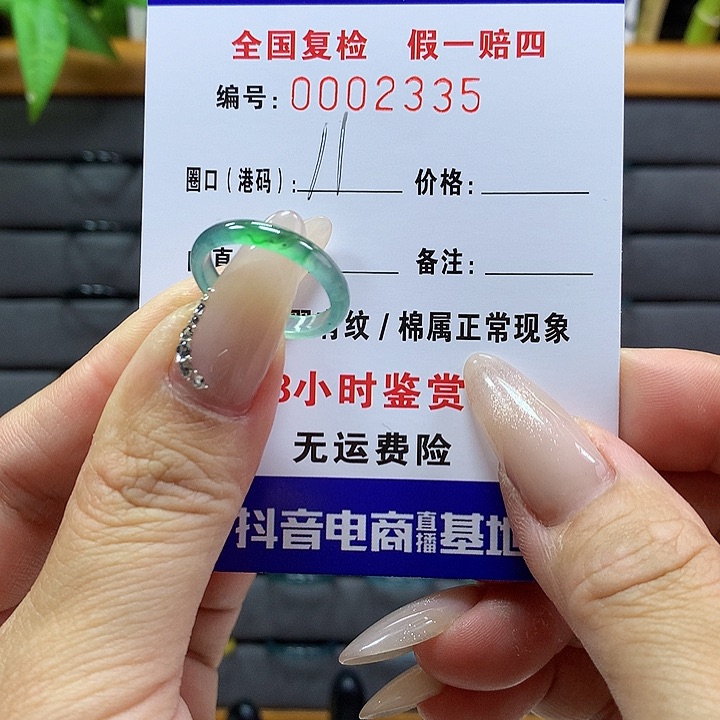 全国复检 假一赔四
编号: 0002335
圈口(港码): 11 价格:
直 备注:
纹 / 棉属正常现象
小时鉴赏
无运费险
抖音电商直播基地